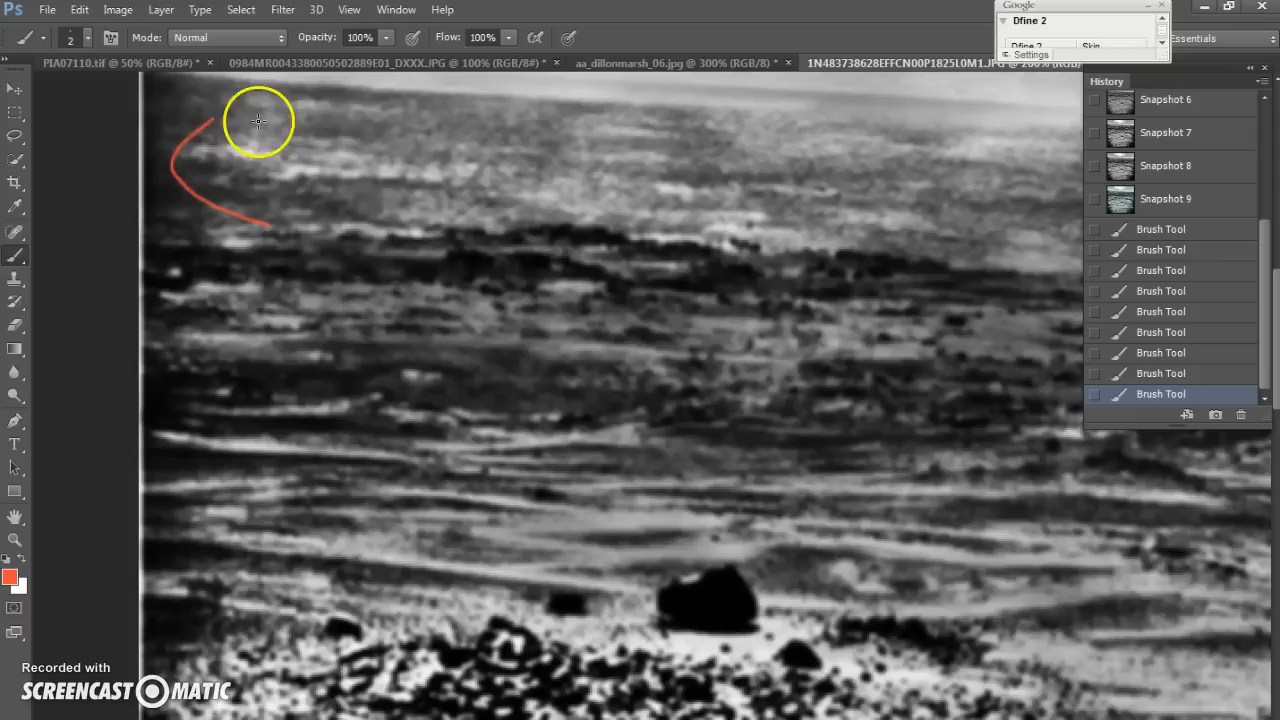 Ps File Edit Image Layer Type Select Filter 3D View Window Help
Google
Dfine 2
2 Mode: Normal Opacity: 100% Flow: 100%
Essentials
Dfine 2 Skin
Settings
PIA07110.tif @ 50% (RGB/8#) * × 0984MR0043380050502889E01_DXXX.JPG @ 100% (RGB/8*) * × aa_dillonmarsh_06.jpg @ 300% (RGB/8) * ×
History
Snapshot 6
Snapshot 7
Snapshot 8
Snapshot 9
Brush Tool
Brush Tool
Brush Tool
Brush Tool
Brush Tool
Brush Tool
Brush Tool
Brush Tool
Brush Tool
T
Recorded with
SCREENCAST O MATIC